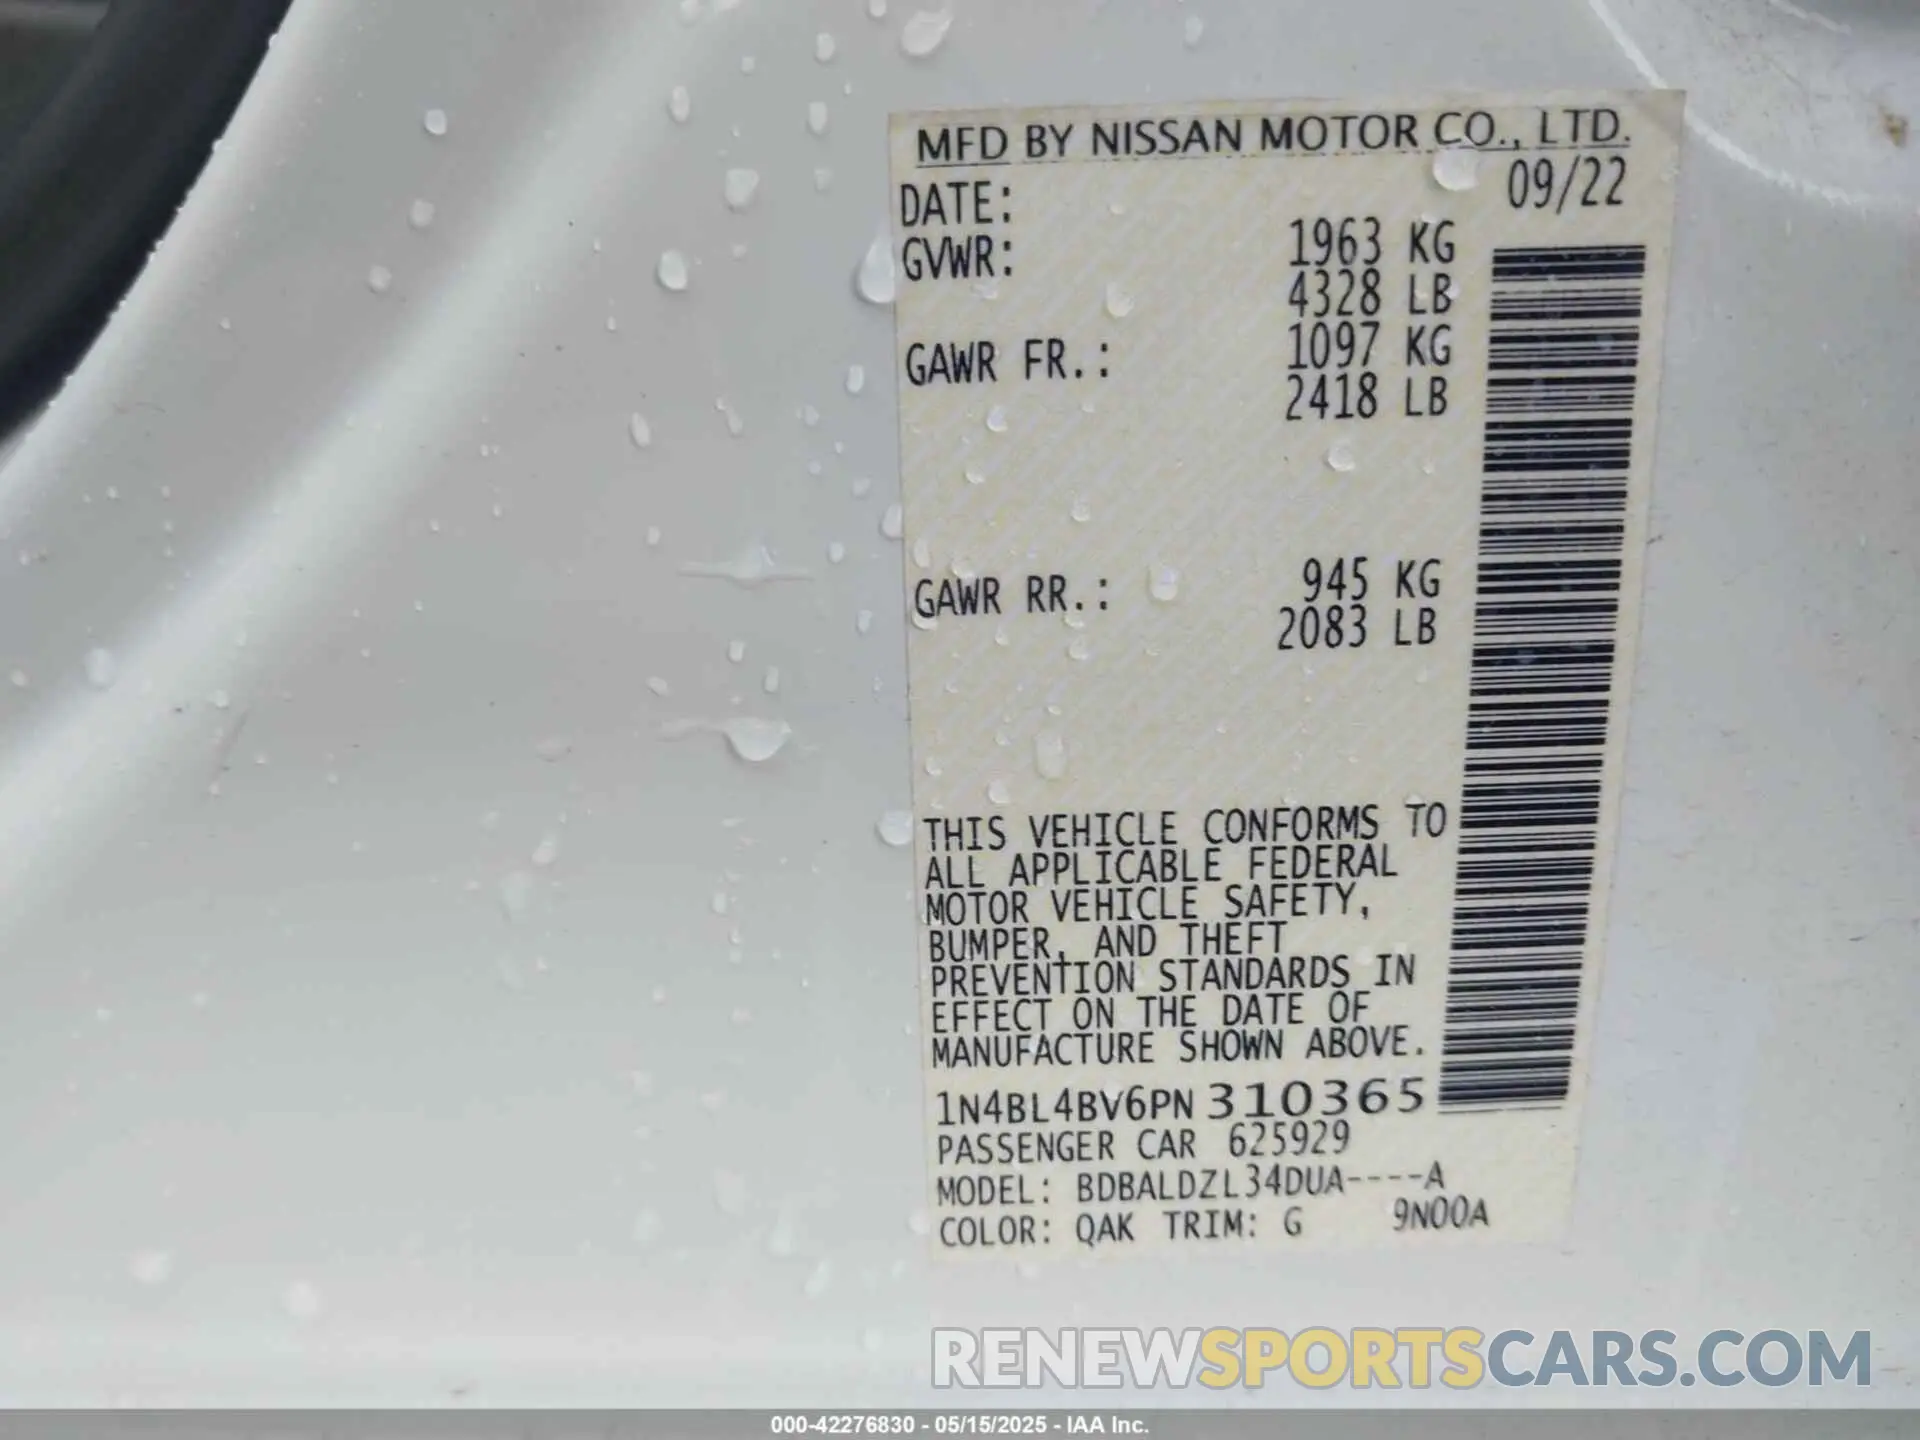 MFD BY NISSAN MOTOR CO., LTD.
DATE: 09/22
GVWR: 1963 KG
4328 LB
GAWR FR.: 1097 KG
2418 LB
GAWR RR.: 945 KG
2083 LB
THIS VEHICLE CONFORMS TO
ALL APPLICABLE FEDERAL
MOTOR VEHICLE SAFETY,
BUMPER, AND THEFT
PREVENTION STANDARDS IN
EFFECT ON THE DATE OF
MANUFACTURE SHOWN ABOVE.
1N4BL4BV6PN310365
PASSENGER CAR 625929
MODEL: BDBALDZL34DUA----A
COLOR: QAK TRIM: G 9N00A
RENEWSPORTSCARS.COM
000-42276830 - 05/15/2025 - IAA Inc.